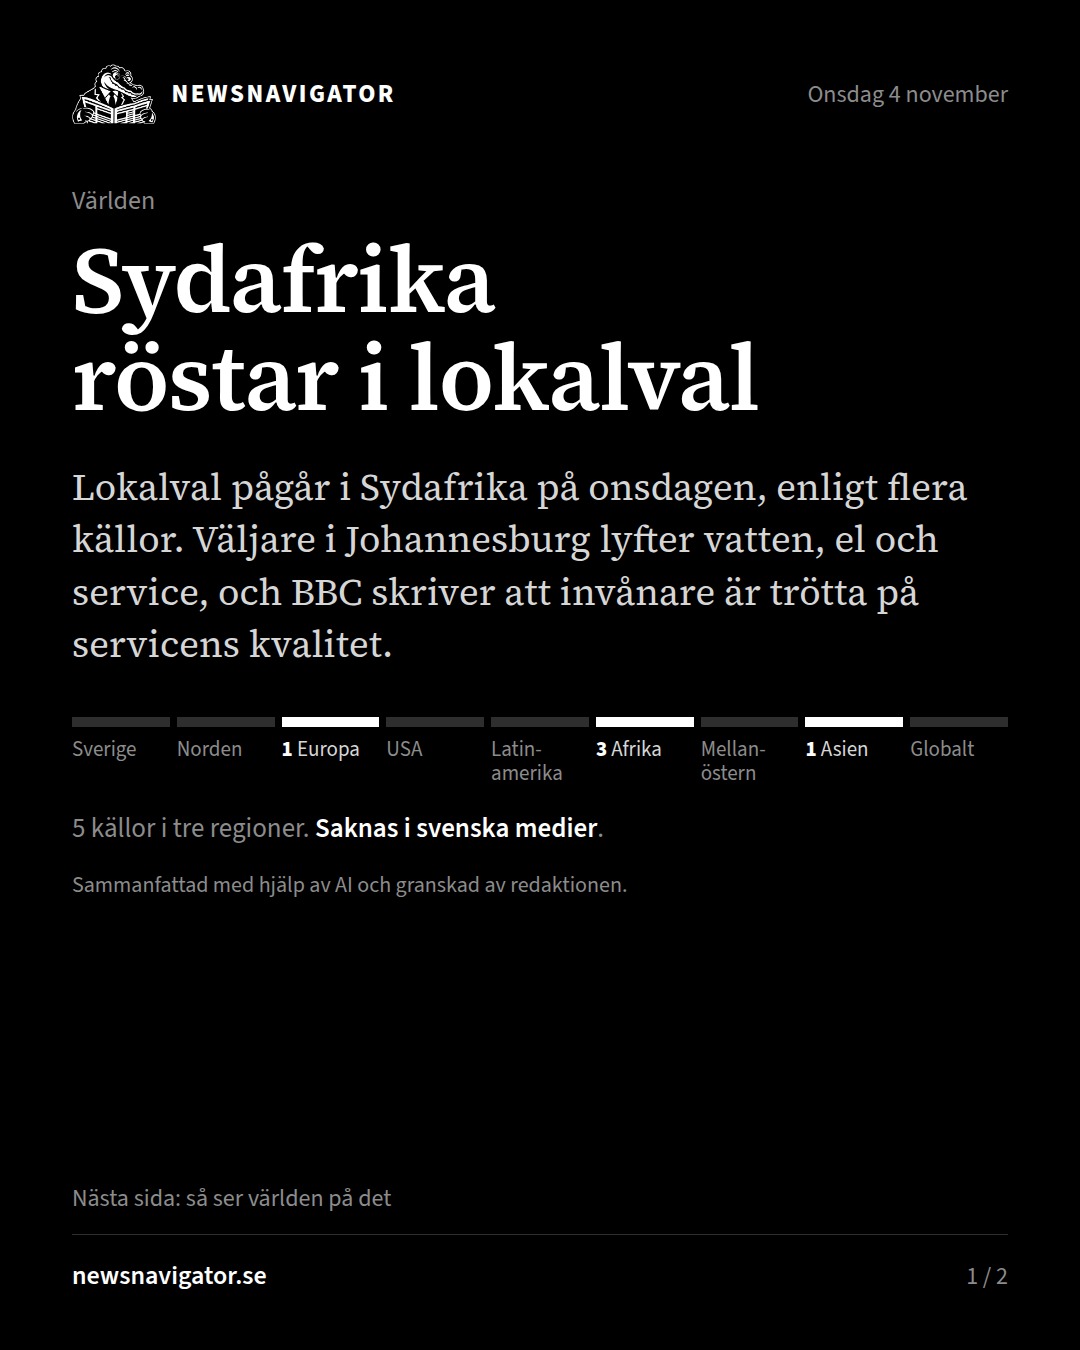 NEWSNAVIGATOR
Onsdag 4 november
Världen
Sydafrika
röstar i lokalval
Lokalval pågår i Sydafrika på onsdagen, enligt flera
källor. Väljare i Johannesburg lyfter vatten, el och
service, och BBC skriver att invånare är trötta på
servicens kvalitet.
Sverige
Norden
1 Europa
USA
Latin-
amerika
3 Afrika
Mellan-
östern
1 Asien
Globalt
5 källor i tre regioner. Saknas i svenska medier.
Sammanfattad med hjälp av AI och granskad av redaktionen.
Nästa sida: så ser världen på det
newsnavigator.se
1 / 2